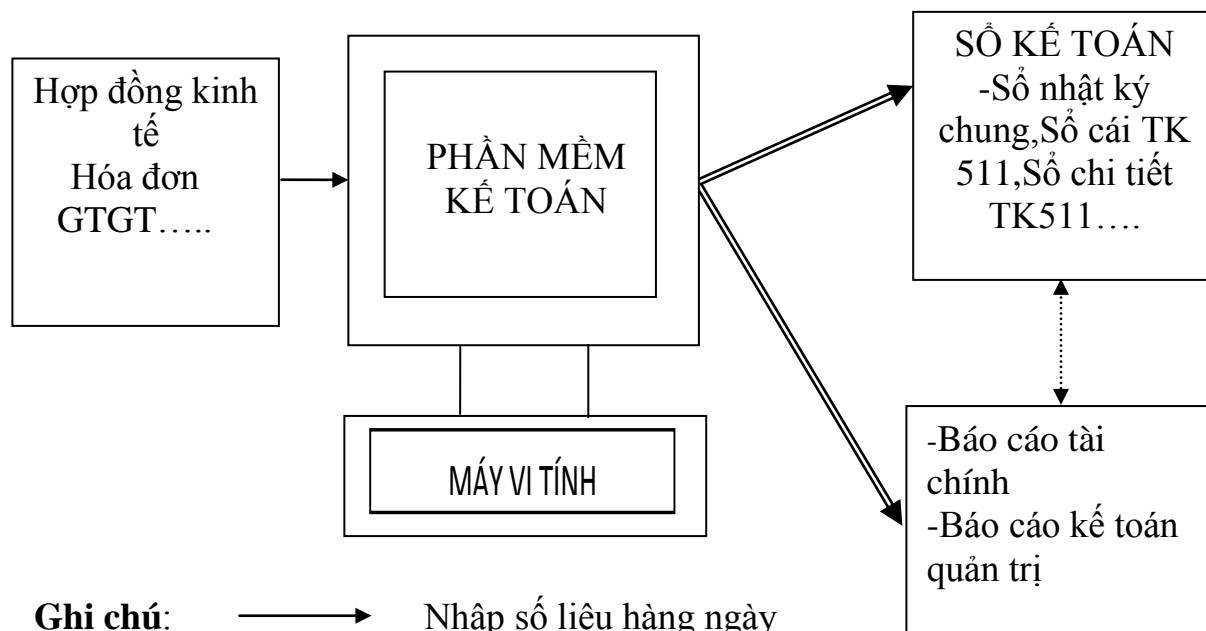 Hợp đồng kinh
tế
Hóa đơn
GTGT.....
PHẦN MỀM
KẾ TOÁN
MÁY VI TÍNH
SỔ KẾ TOÁN
-Sổ nhật ký
chung,Sổ cái TK
511,Sổ chi tiết
TK511....
-Báo cáo tài
chính
-Báo cáo kế toán
quản trị
Ghi chú:
Nhập số liệu hàng ngày